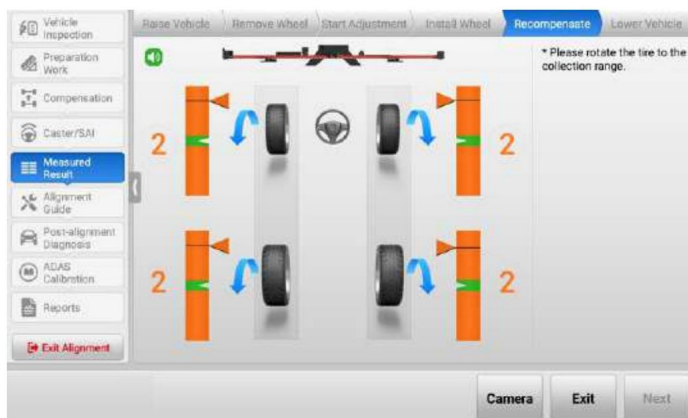 Vehicle
Inspection
Raise Vehicle
Remove Wheel
Start Adjustment
Install Wheel
Recompensate
Lower Vehicle
Preparation
Work
* Please rotate the tire to the
collection range.
Compensation
Caster/SAI
2
2
Measured
Result
Alignment
Guide
Post-alignment
Diagnosis
ADAS
Calibration
2
2
Reports
Exit Alignment
Camera
Exit
Next